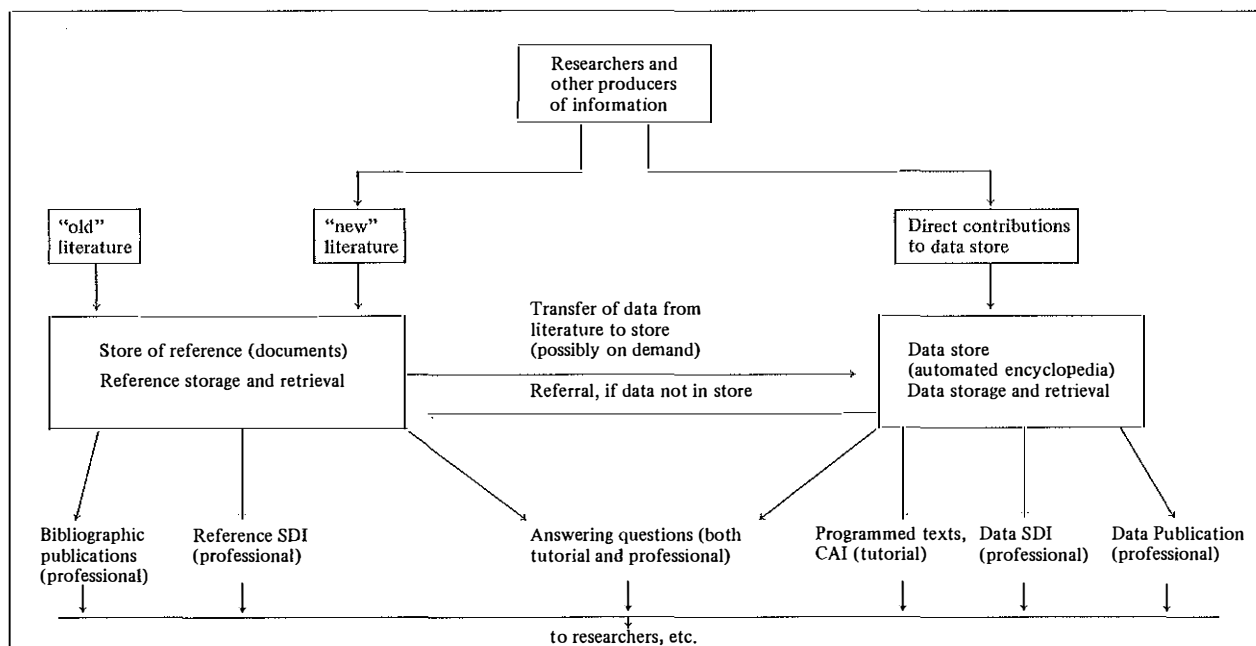 Researchers and
other producers
of information
"old"
literature
"new"
literature
Direct contributions
to data store
Transfer of data from
literature to store
(possibly on demand)
Store of reference (documents)
Reference storage and retrieval
Referral, if data not in store
Data store
(automated encyclopedia)
Data storage and retrieval
Bibliographic
publications
(professional)
Reference SDI
(professional)
Answering questions (both
tutorial and professional)
Programmed texts,
CAI (tutorial)
Data SDI
(professional)
Data Publication
(professional)
to researchers, etc.